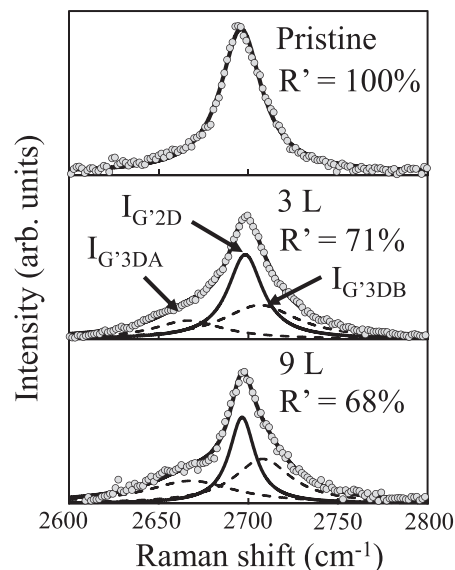 Pristine
R' = 100%
3 L
R' = 71%
I_G'2D
I_G'3DA
I_G'3DB
9 L
R' = 68%
Intensity (arb. units)
2600 2650 2700 2750 2800
Raman shift (cm⁻¹)